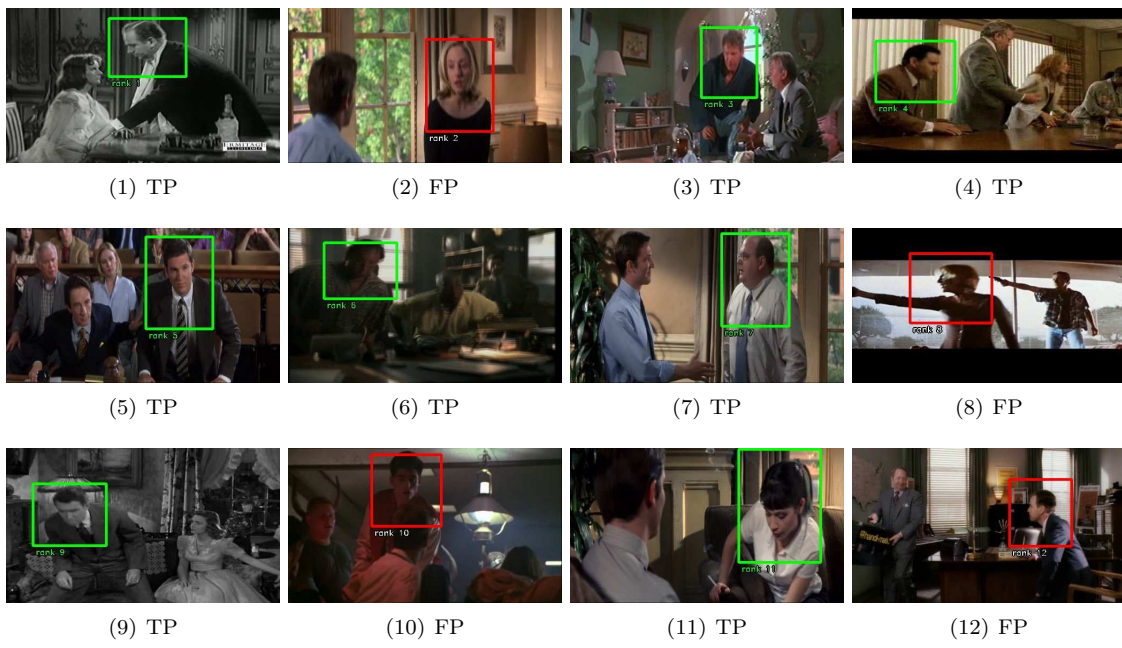 rank 1
ERMITAGE
(1) TP
rank 2
(2) FP
rank 3
(3) TP
rank 4
(4) TP
rank 5
(5) TP
rank 6
(6) TP
rank 7
(7) TP
rank 8
(8) FP
rank 9
(9) TP
rank 10
(10) FP
rank 11
(11) TP
rank 12
(12) FP